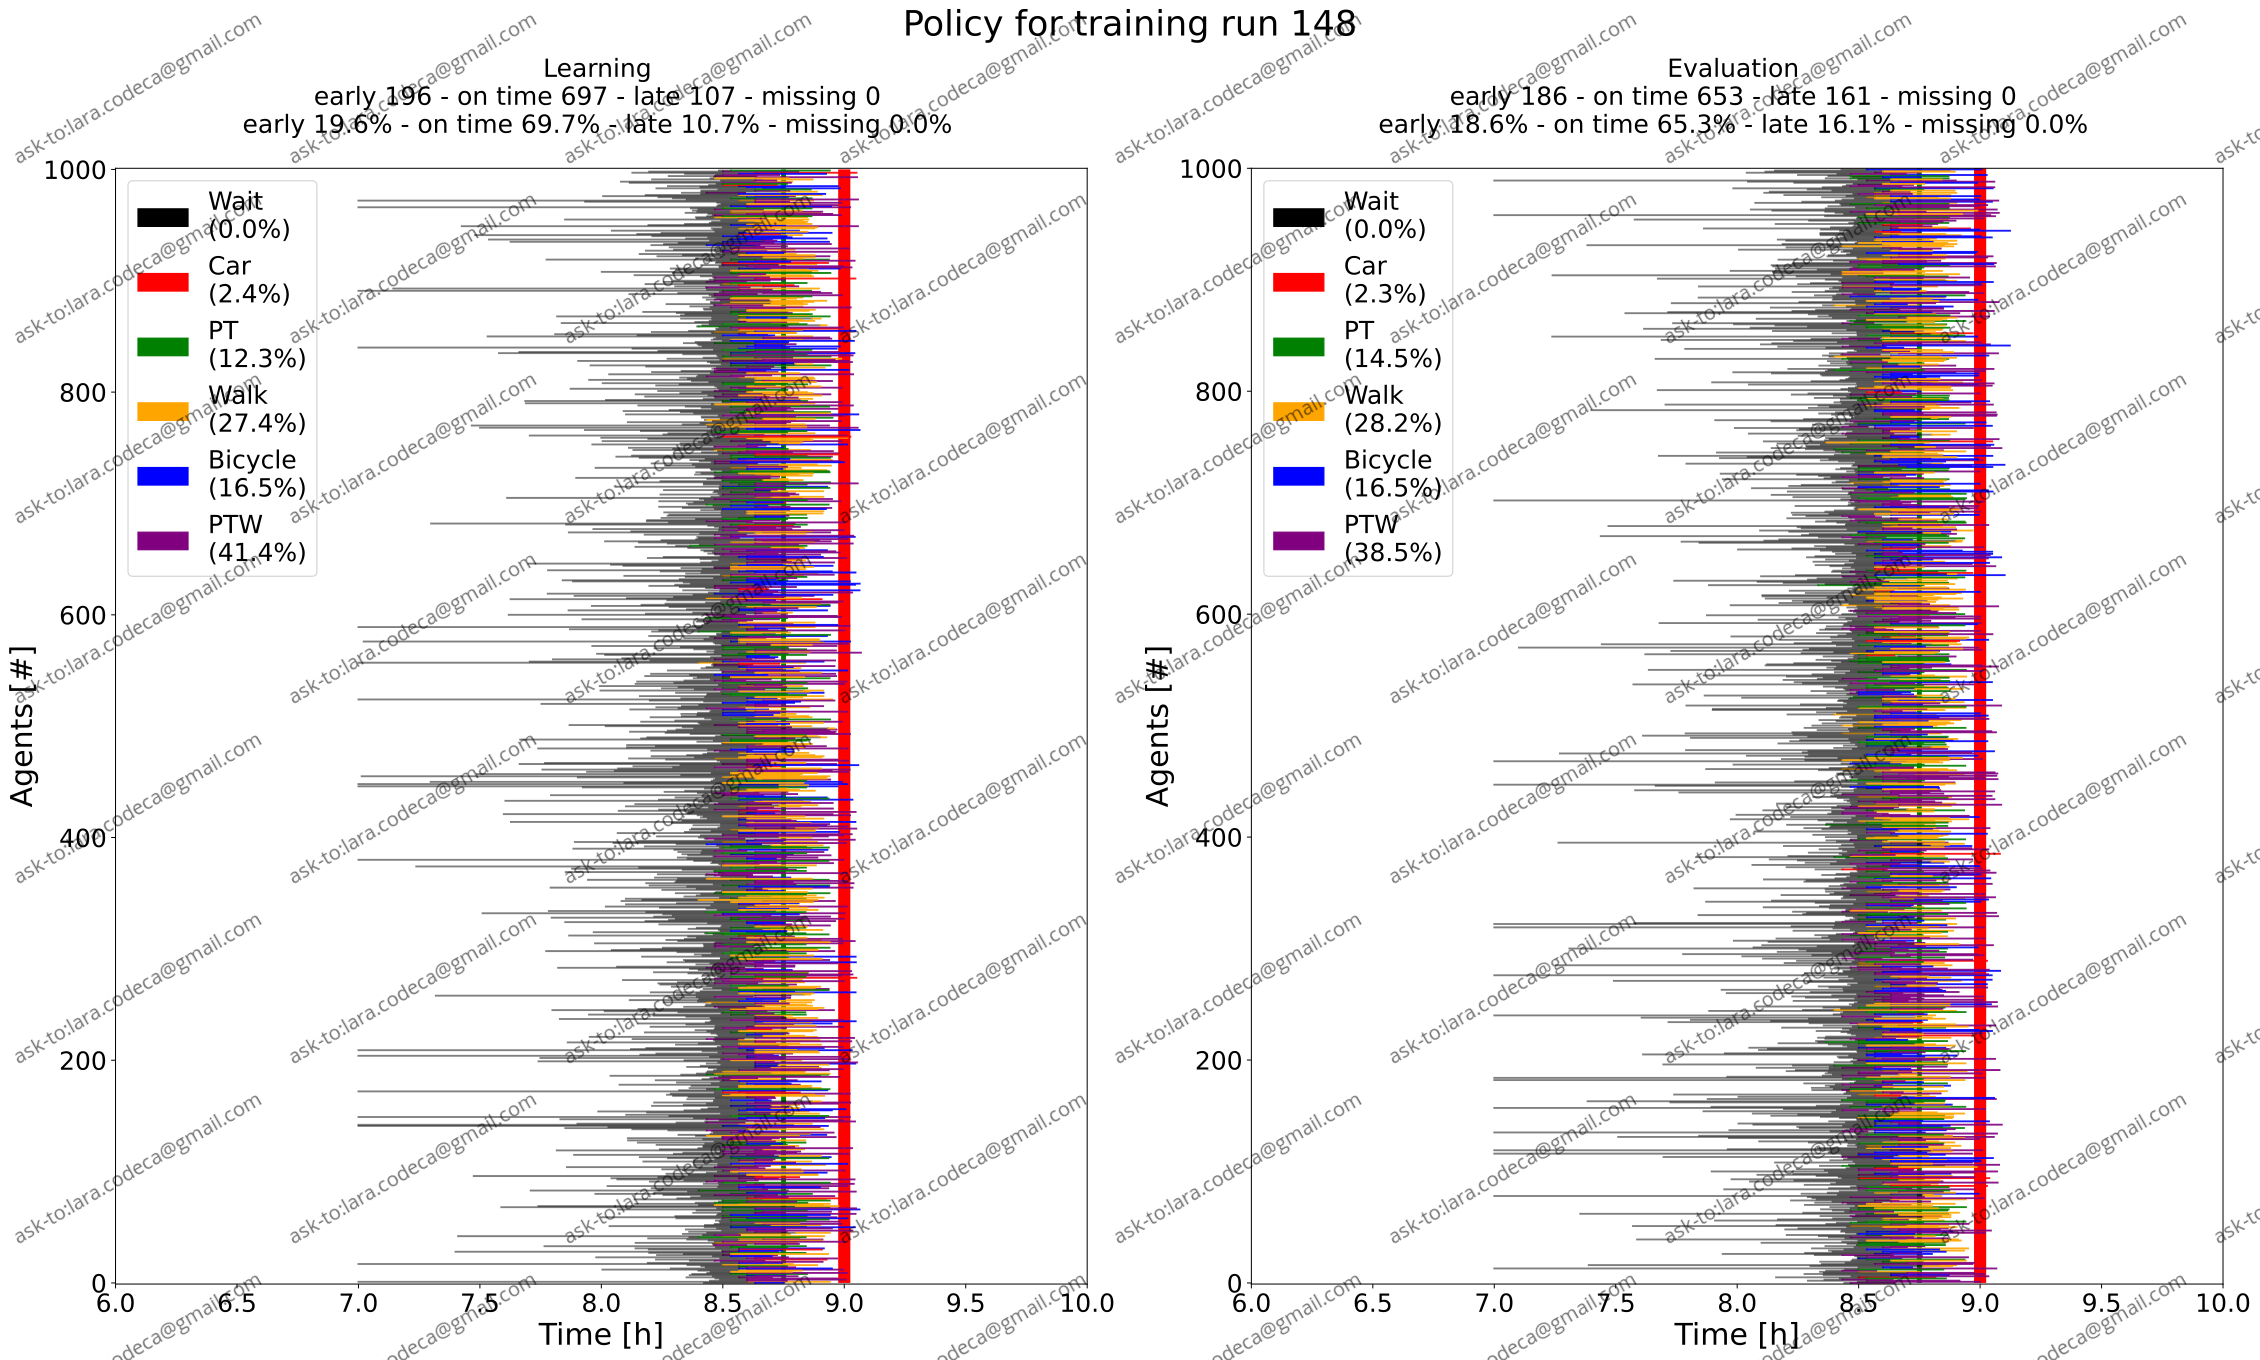 Policy for training run 148
Learning
early 196 - on time 697 - late 107 - missing 0
early 19.6% - on time 69.7% - late 10.7% - missing 0.0%
Wait
(0.0%)
Car
(2.4%)
PT
(12.3%)
Walk
(27.4%)
Bicycle
(16.5%)
PTW
(41.4%)
1000
800
600
400
200
0
Agents [#]
6.0 6.5 7.0 7.5 8.0 8.5 9.0 9.5 10.0
Time [h]
Evaluation
early 186 - on time 653 - late 161 - missing 0
early 18.6% - on time 65.3% - late 16.1% - missing 0.0%
Wait
(0.0%)
Car
(2.3%)
PT
(14.5%)
Walk
(28.2%)
Bicycle
(16.5%)
PTW
(38.5%)
1000
800
600
400
200
0
Agents [#]
6.0 6.5 7.0 7.5 8.0 8.5 9.0 9.5 10.0
Time [h]
ask-to:lara.codeca@gmail.com